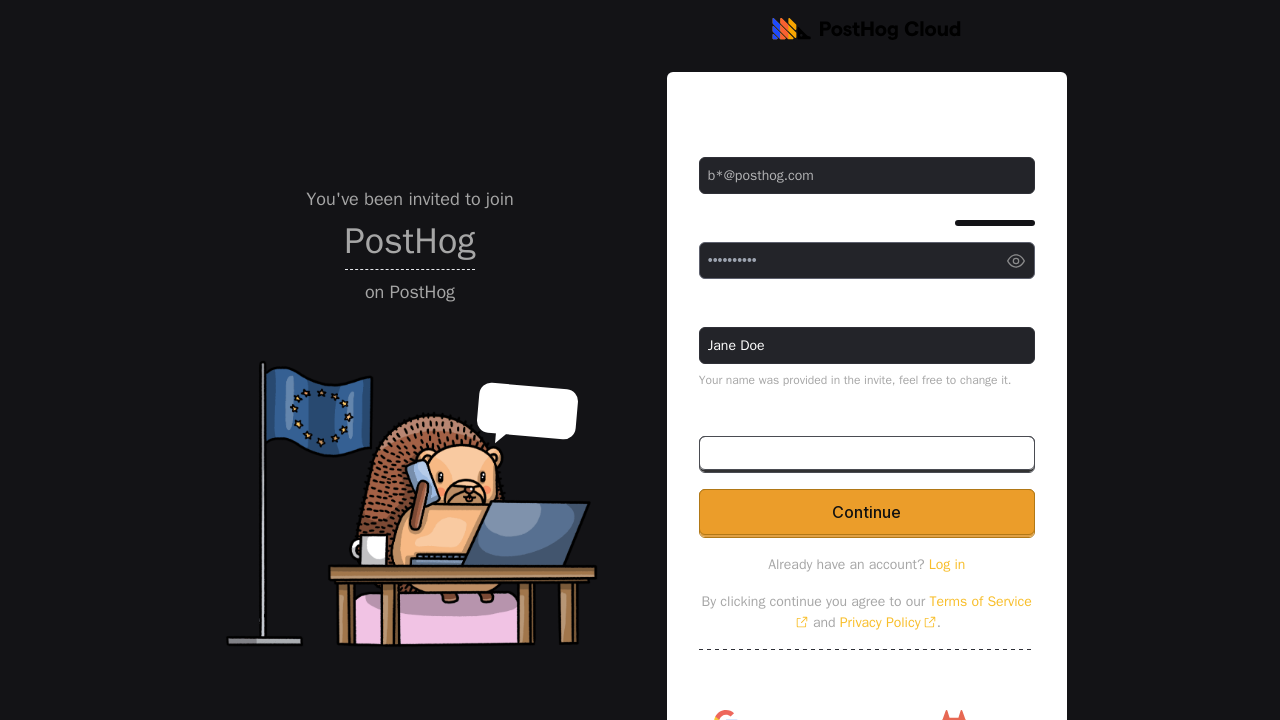 PostHog Cloud
You've been invited to join
PostHog
on PostHog
b*@posthog.com
••••••••••
Jane Doe
Your name was provided in the invite, feel free to change it.
Continue
Already have an account? Log in
By clicking continue you agree to our Terms of Service
and Privacy Policy.